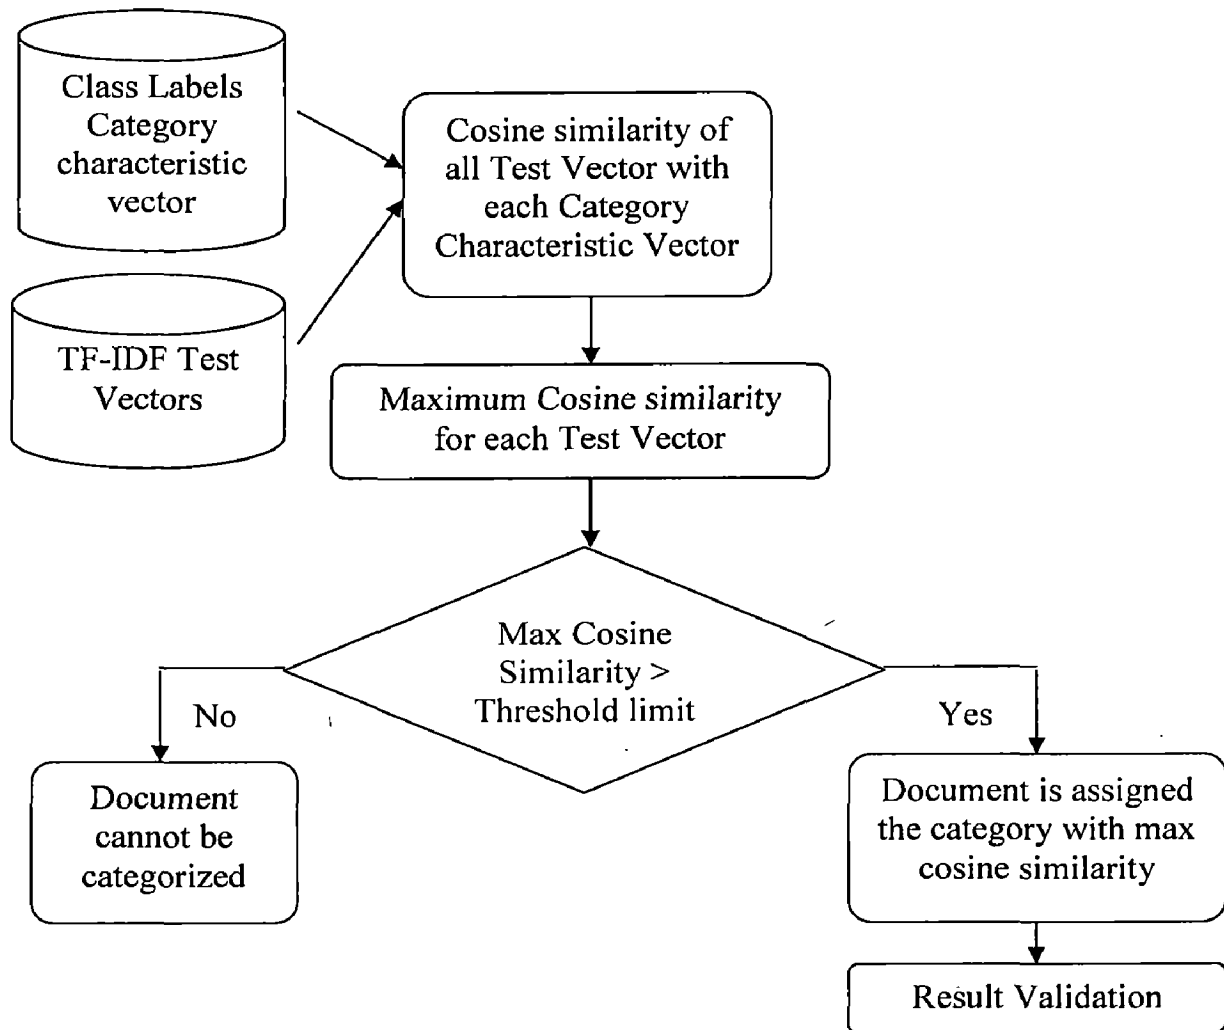 Class Labels
Category
characteristic
vector
Cosine similarity of
all Test Vector with
each Category
Characteristic Vector
TF-IDF Test
Vectors
Maximum Cosine similarity
for each Test Vector
Max Cosine
Similarity >
Threshold limit
No
Yes
Document
cannot be
categorized
Document is assigned
the category with max
cosine similarity
Result Validation